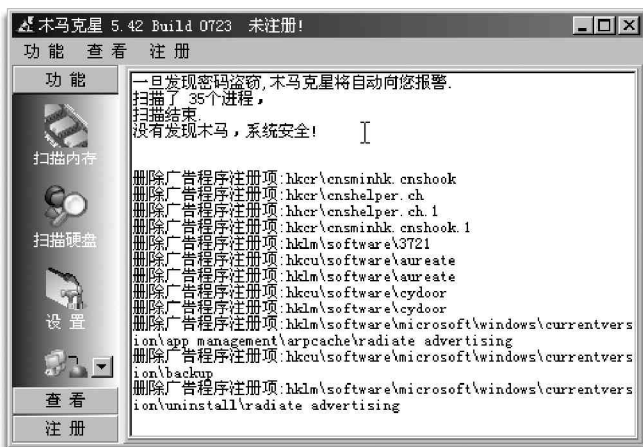 木马克星 5.42 Build 0723 未注册!
功能 查看 注册
功能
扫描内存
扫描硬盘
设置
查看
注册
一旦发现密码盗窃,木马克星将自动向您报警.
扫描了 35个进程,
扫描结束.
没有发现木马,系统安全!
删除广告程序注册项:hkcr\cnsminhk.cnshook
删除广告程序注册项:hkcr\cnshelper.ch
删除广告程序注册项:hhcr\cnshelper.ch.1
删除广告程序注册项:hhcr\cnsminhk.cnshook.1
删除广告程序注册项:hklm\software\3721
删除广告程序注册项:hkcu\software\aureate
删除广告程序注册项:hklm\software\aureate
删除广告程序注册项:hkcu\software\cydoor
删除广告程序注册项:hklm\software\cydoor
删除广告程序注册项:hklm\software\microsoft\windows\currentvers
ion\app management\arpcache\radiate advertising
删除广告程序注册项:hkcu\software\microsoft\windows\currentvers
ion\backup
删除广告程序注册项:hklm\software\microsoft\windows\currentvers
ion\uninstall\radiate advertising